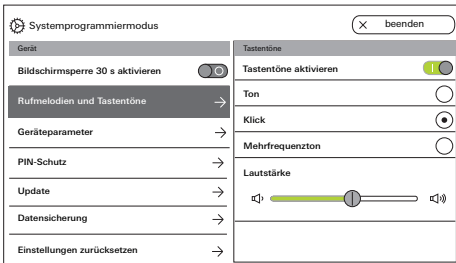 Systemprogrammiermodus
beenden
Gerät
Bildschirmsperre 30 s aktivieren
Rufmelodien und Tastentöne
Geräteparameter
PIN-Schutz
Update
Datensicherung
Einstellungen zurücksetzen
Tastentöne
Tastentöne aktivieren
Ton
Klick
Mehrfrequenzton
Lautstärke